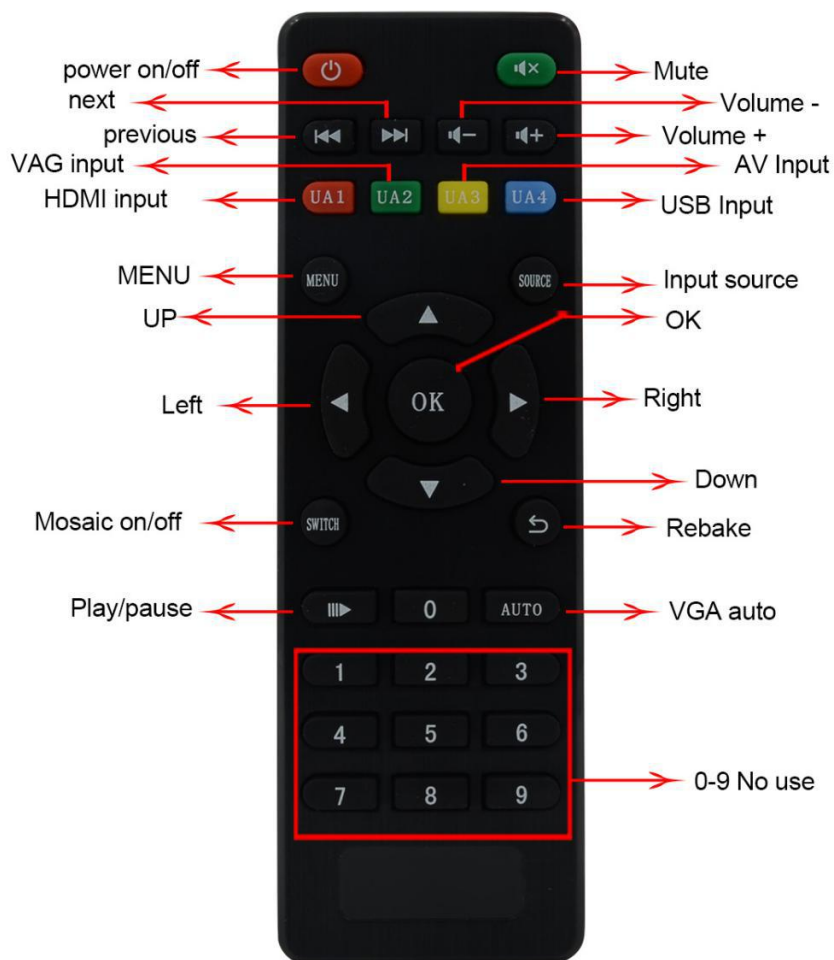 power on/off
Mute
next
Volume -
previous
Volume +
VAG input
AV Input
HDMI input
UA1 UA2 UA3 UA4
USB Input
MENU
MENU
SOURCE
Input source
UP
OK
Left
OK
Right
Down
Mosaic on/off
SWITCH
Rebake
Play/pause
0
AUTO
VGA auto
1 2 3
4 5 6
0-9 No use
7 8 9